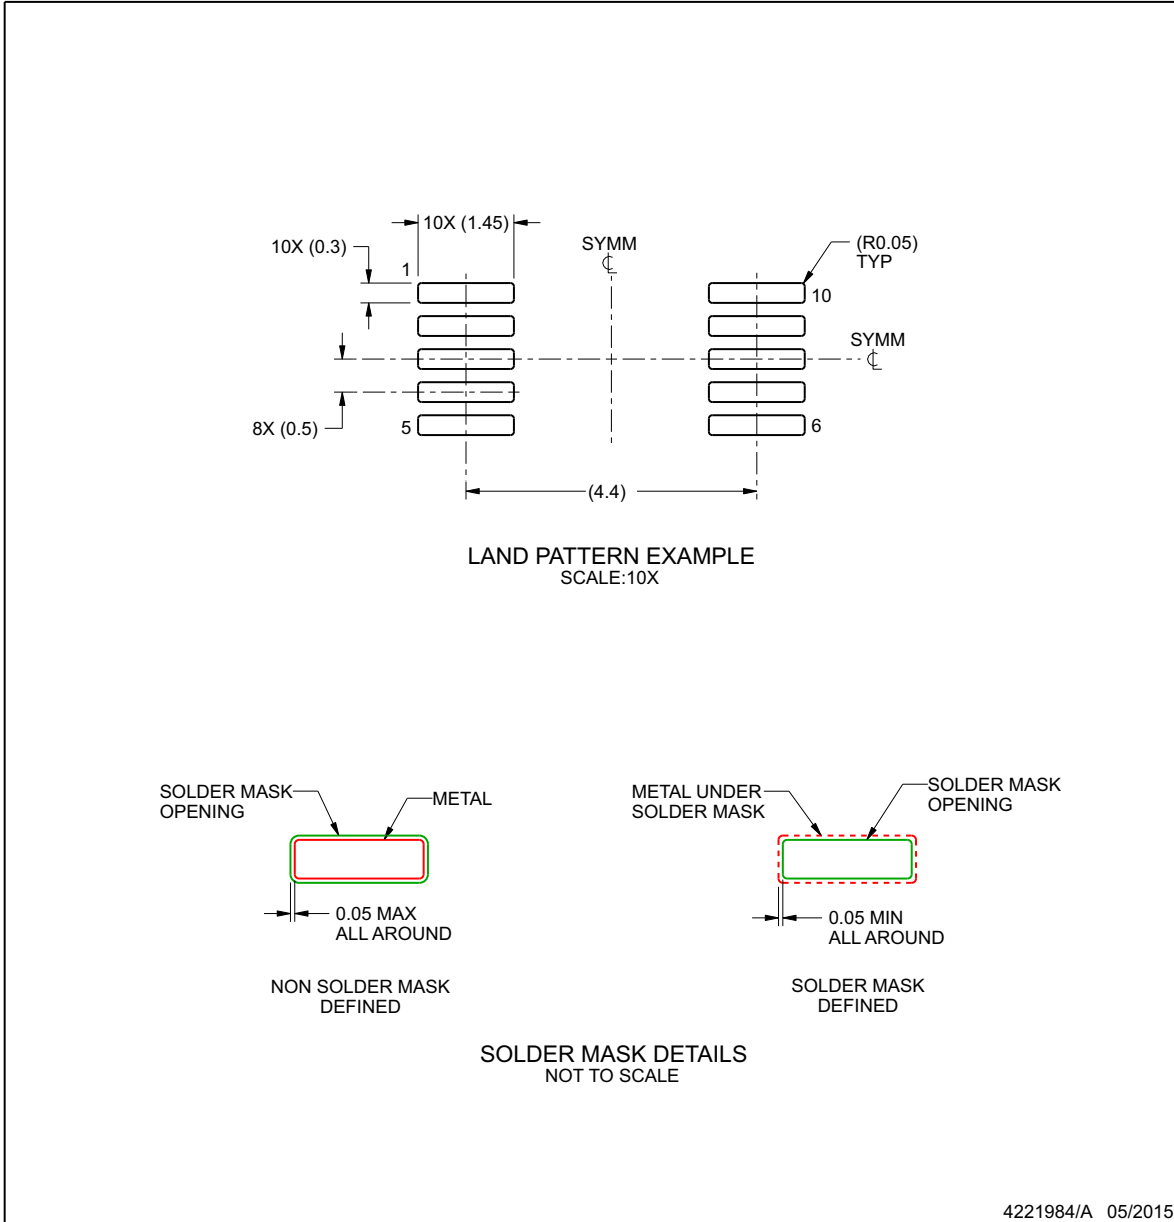 10X (1.45)
10X (0.3)
SYMM
(R0.05)
TYP
1
10
SYMM
8X (0.5)
5
6
(4.4)
LAND PATTERN EXAMPLE
SCALE:10X
SOLDER MASK
OPENING
METAL
0.05 MAX
ALL AROUND
NON SOLDER MASK
DEFINED
METAL UNDER
SOLDER MASK
SOLDER MASK
OPENING
0.05 MIN
ALL AROUND
SOLDER MASK
DEFINED
SOLDER MASK DETAILS
NOT TO SCALE
4221984/A 05/2015